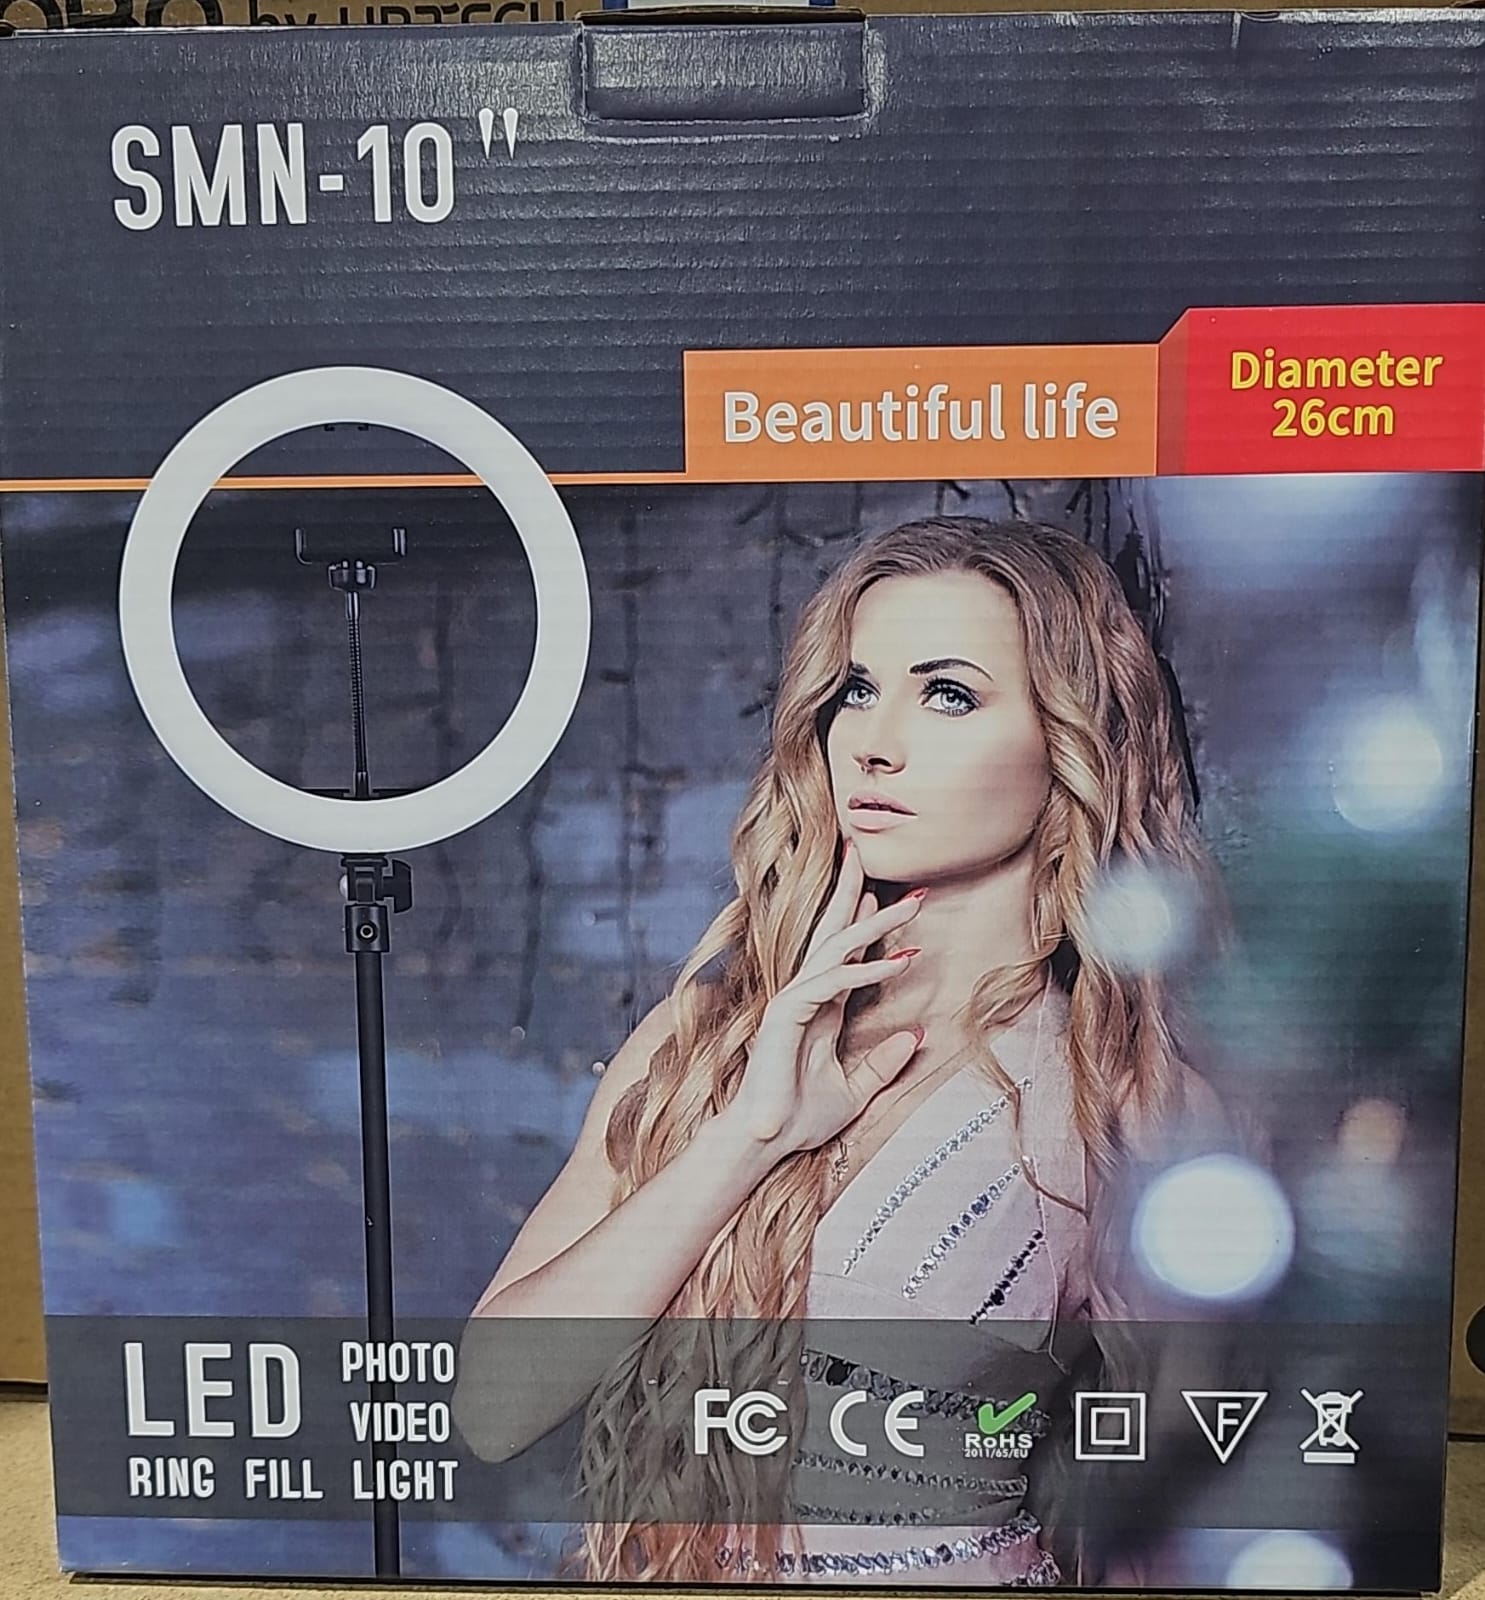 SMN-10"
Beautiful life
Diameter
26cm
LED PHOTO
VIDEO
RING FILL LIGHT
FC CE RoHS F
2011/65/EU